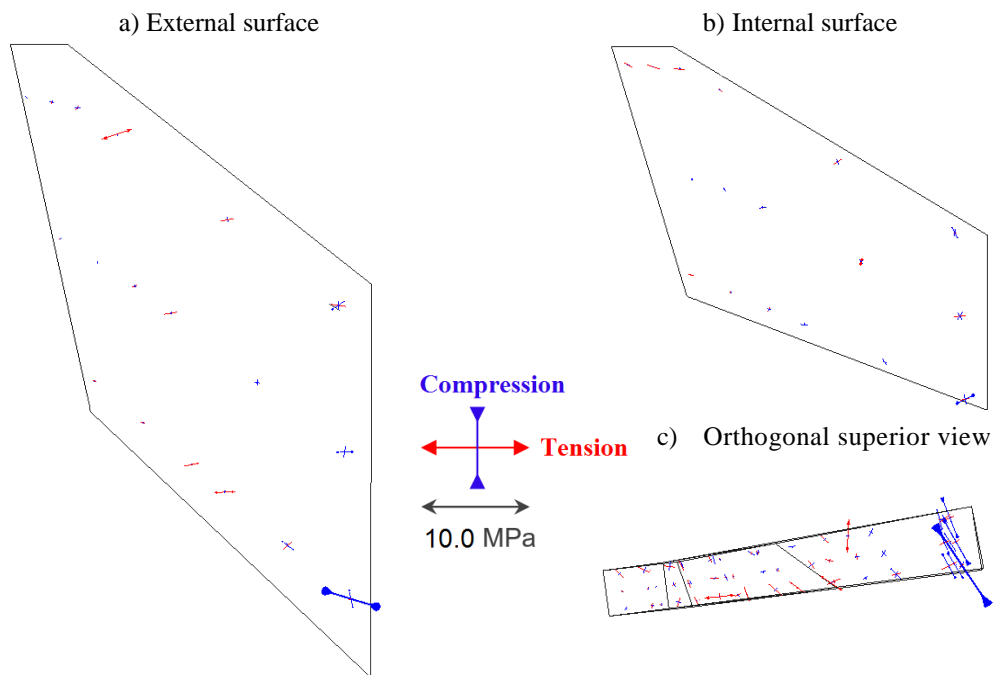 a) External surface
b) Internal surface
Compression
Tension
10.0 MPa
c) Orthogonal superior view